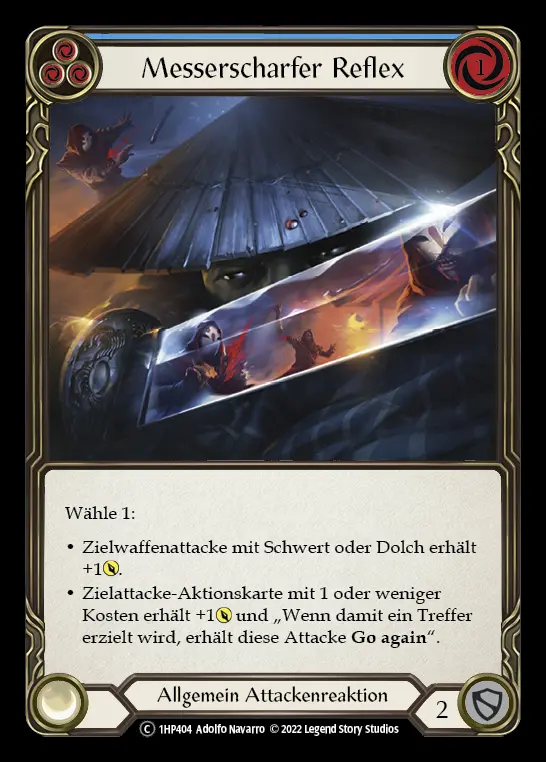 Messerscharfer Reflex
1
Wähle 1:
• Zielwaffenattacke mit Schwert oder Dolch erhält
+1.
• Zielattacke-Aktionskarte mit 1 oder weniger
Kosten erhält +1 und „Wenn damit ein Treffer
erzielt wird, erhält diese Attacke Go again“.
Allgemein Attackenreaktion
2
C 1HP404 Adolfo Navarro © 2022 Legend Story Studios